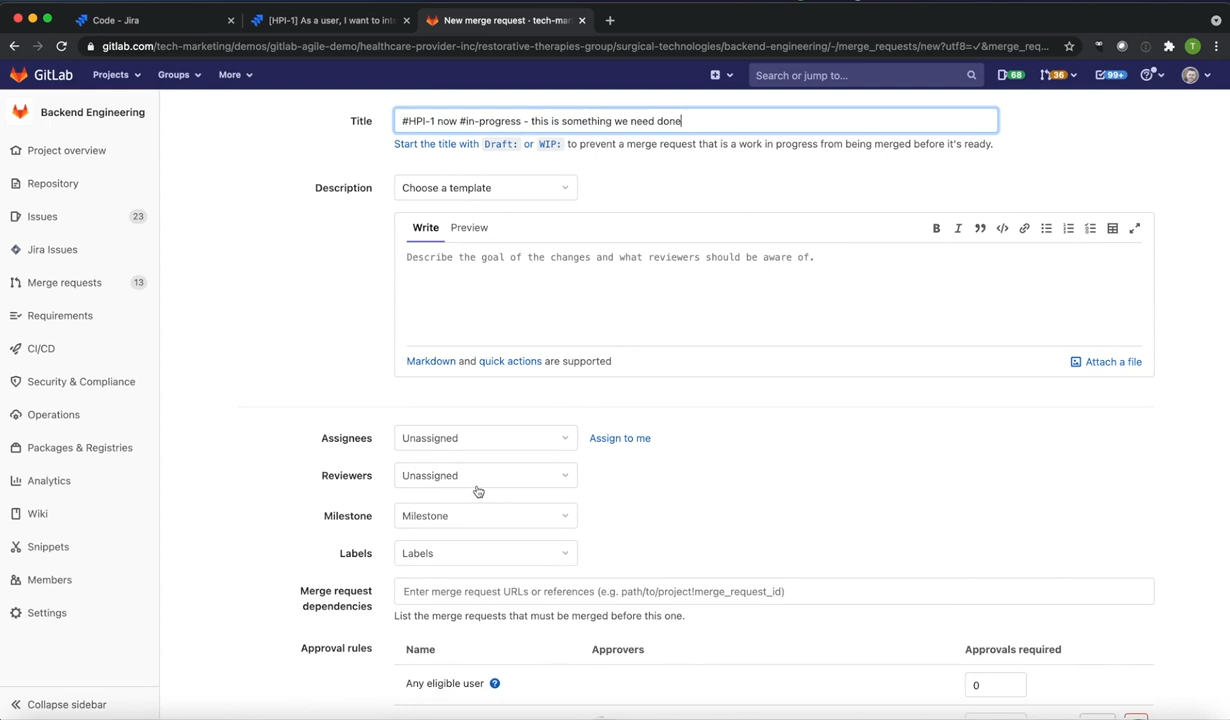 Code - Jira
[HPI-1] As a user, I want to inte
New merge request · tech-mar
gitlab.com/tech-marketing/demos/gitlab-agile-demo/healthcare-provider-inc/restorative-therapies-group/surgical-technologies/backend-engineering/-/merge_requests/new?utf8=✓&merge_req...
T
GitLab
Projects
Groups
More
Search or jump to...
68
36
99+
Backend Engineering
Project overview
Repository
Issues
23
Jira Issues
Merge requests
13
Requirements
CI/CD
Security & Compliance
Operations
Packages & Registries
Analytics
Wiki
Snippets
Members
Settings
Collapse sidebar
Title
#HPI-1 now #in-progress - this is something we need done
Start the title with Draft: or WIP: to prevent a merge request that is a work in progress from being merged before it's ready.
Description
Choose a template
Write
Preview
Describe the goal of the changes and what reviewers should be aware of.
Markdown and quick actions are supported
Attach a file
Assignees
Unassigned
Assign to me
Reviewers
Unassigned
Milestone
Milestone
Labels
Labels
Merge request
dependencies
Enter merge request URLs or references (e.g. path/to/project!merge_request_id)
List the merge requests that must be merged before this one.
Approval rules
Name
Approvers
Approvals required
Any eligible user
0